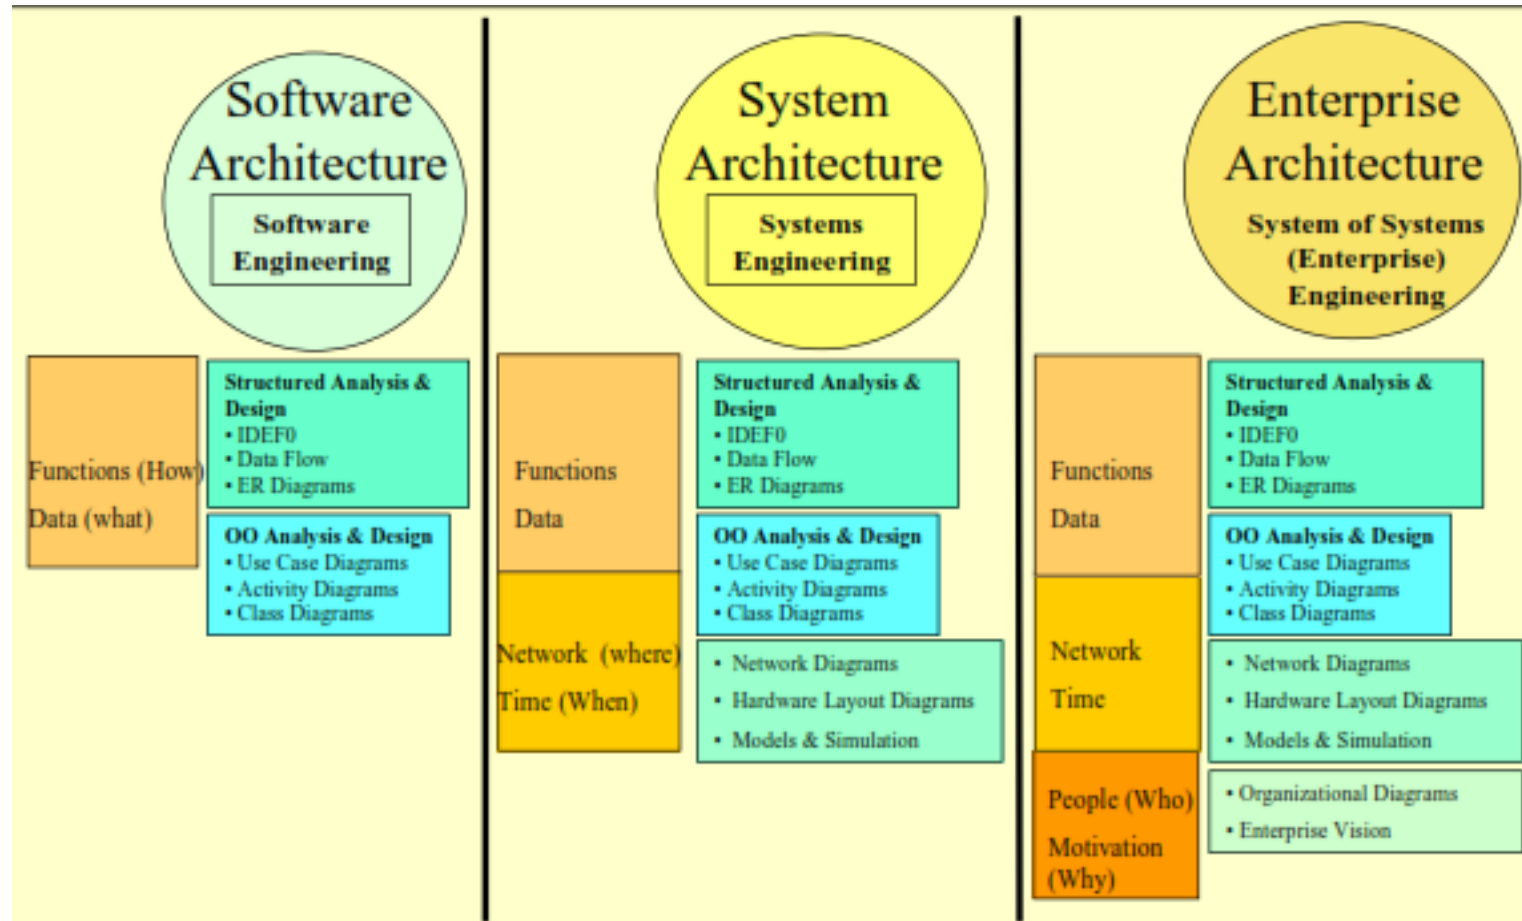 Software
Architecture
Software
Engineering
Functions (How)
Data (what)
Structured Analysis &
Design
• IDEF0
• Data Flow
• ER Diagrams
OO Analysis & Design
• Use Case Diagrams
• Activity Diagrams
• Class Diagrams
System
Architecture
Systems
Engineering
Functions
Data
Network (where)
Time (When)
Structured Analysis &
Design
• IDEF0
• Data Flow
• ER Diagrams
OO Analysis & Design
• Use Case Diagrams
• Activity Diagrams
• Class Diagrams
• Network Diagrams
• Hardware Layout Diagrams
• Models & Simulation
Enterprise
Architecture
System of Systems
(Enterprise)
Engineering
Functions
Data
Network
Time
People (Who)
Motivation
(Why)
Structured Analysis &
Design
• IDEF0
• Data Flow
• ER Diagrams
OO Analysis & Design
• Use Case Diagrams
• Activity Diagrams
• Class Diagrams
• Network Diagrams
• Hardware Layout Diagrams
• Models & Simulation
• Organizational Diagrams
• Enterprise Vision